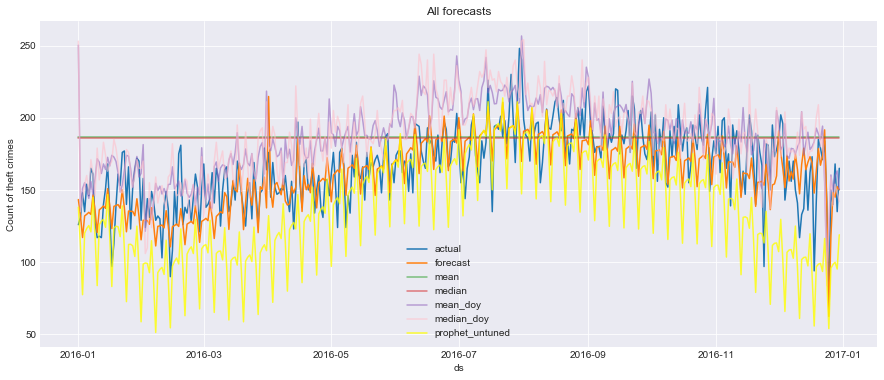 All forecasts
Count of theft crimes
250
200
150
100
50
actual
forecast
mean
median
mean_doy
median_doy
prophet_untuned
2016-01
2016-03
2016-05
2016-07
2016-09
2016-11
2017-01
ds